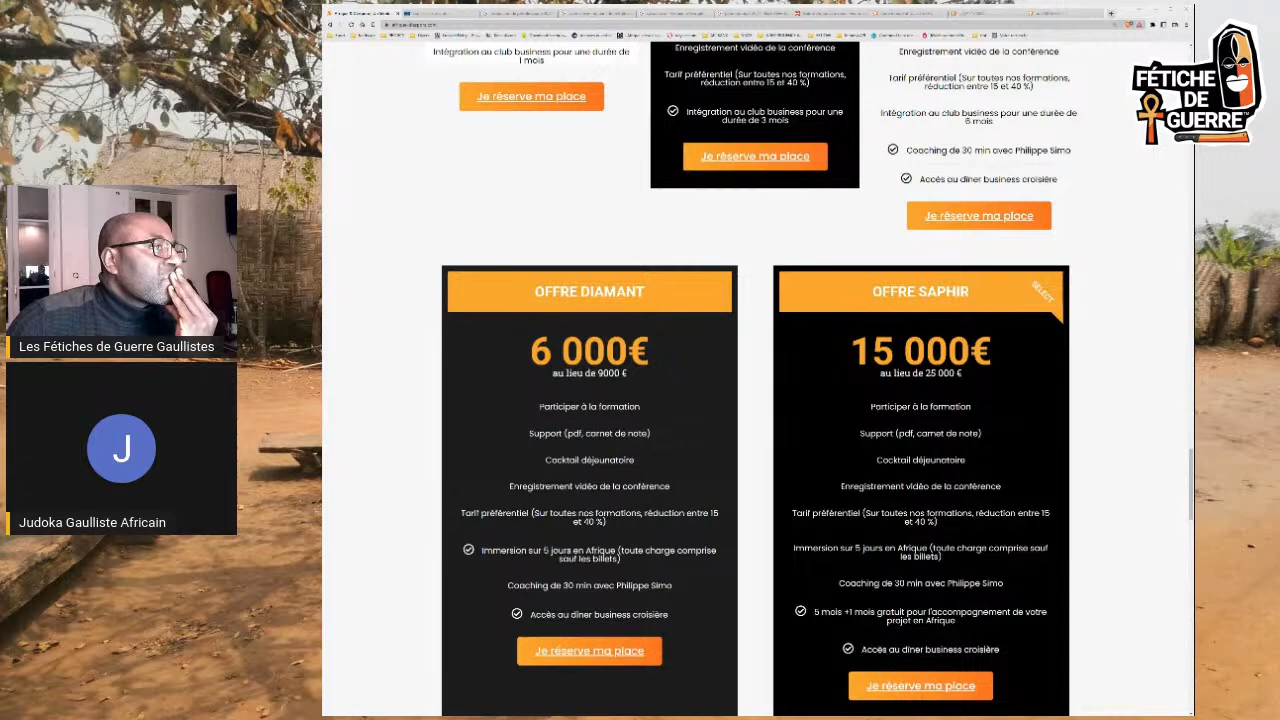 Intégration au club business pour une durée de
1 mois
Je réserve ma place
Enregistrement vidéo de la conférence
Tarif préférentiel (Sur toutes nos formations,
réduction entre 15 et 40 %)
Intégration au club business pour une
durée de 3 mois
Je réserve ma place
Enregistrement vidéo de la conférence
Tarif préférentiel (Sur toutes nos formations,
réduction entre 15 et 40 %)
Intégration au club business pour une durée de
6 mois
Coaching de 30 min avec Philippe Simo
Accès au dîner business croisière
Je réserve ma place
FÉTICHE
DE
GUERRE
Les Fétiches de Guerre Gaullistes
J
Judoka Gaulliste Africain
OFFRE DIAMANT
6 000€
au lieu de 9000 €
Participer à la formation
Support (pdf, carnet de note)
Cocktail déjeunatoire
Enregistrement vidéo de la conférence
Tarif préférentiel (Sur toutes nos formations, réduction entre 15
et 40 %)
Immersion sur 5 jours en Afrique (toute charge comprise
sauf les billets)
Coaching de 30 min avec Philippe Simo
Accès au dîner business croisière
Je réserve ma place
OFFRE SAPHIR
SELECT
15 000€
au lieu de 25 000 €
Participer à la formation
Support (pdf, carnet de note)
Cocktail déjeunatoire
Enregistrement vidéo de la conférence
Tarif préférentiel (Sur toutes nos formations, réduction entre 15
et 40 %)
Immersion sur 5 jours en Afrique (toute charge comprise sauf
les billets)
Coaching de 30 min avec Philippe Simo
5 mois +1 mois gratuit pour l'accompagnement de votre
projet en Afrique
Accès au dîner business croisière
Je réserve ma place